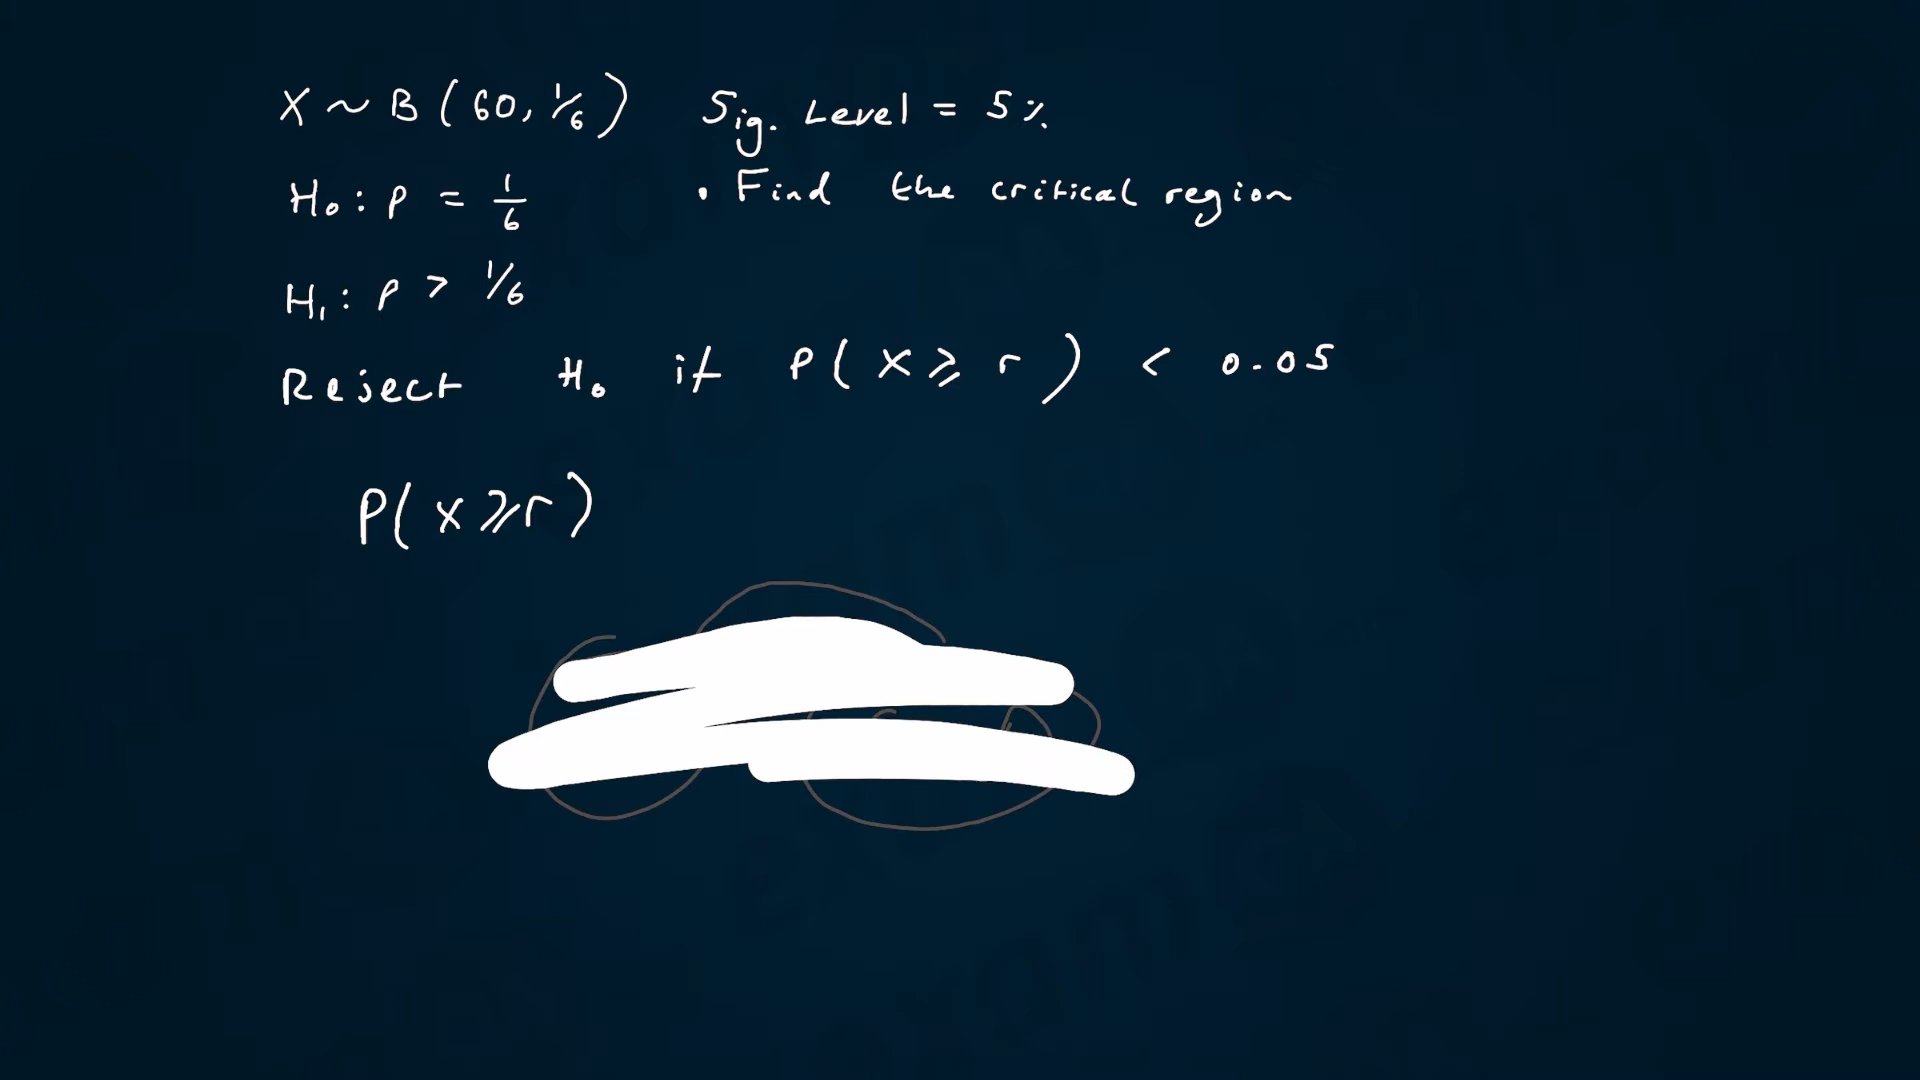 X ~ B ( 60, 1/6 ) Sig. Level = 5%
H₀ : p = 1/6 • Find the critical region
H₁ : p > 1/6
Reject H₀ if P( X ⩾ r ) < 0.05
P( X ⩾ r )